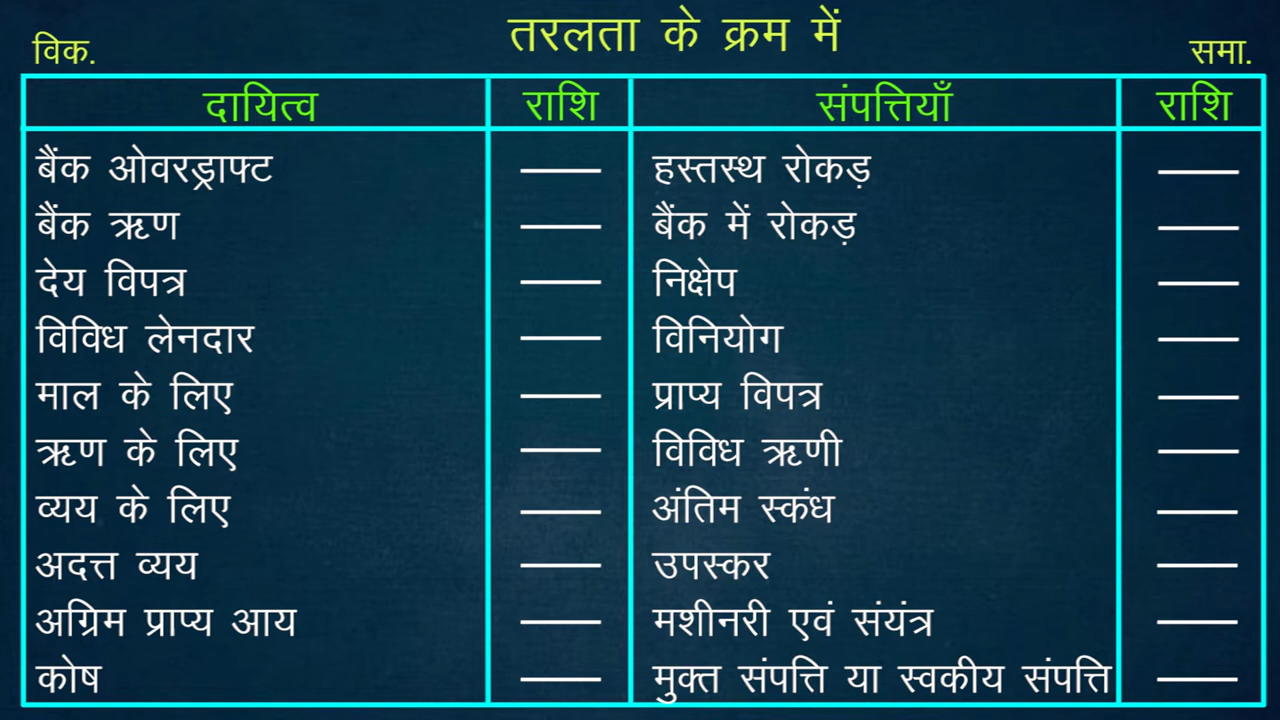 तरलता के क्रम में
विक. समा.
दायित्व राशि संपत्तियाँ राशि
बैंक ओवरड्राफ्ट हस्तस्थ रोकड़
बैंक ऋण बैंक में रोकड़
देय विपत्र निक्षेप
विविध लेनदार विनियोग
माल के लिए प्राप्य विपत्र
ऋण के लिए विविध ऋणी
व्यय के लिए अंतिम स्कंध
अदत्त व्यय उपस्कर
अग्रिम प्राप्य आय मशीनरी एवं संयंत्र
कोष मुक्त संपत्ति या स्वकीय संपत्ति